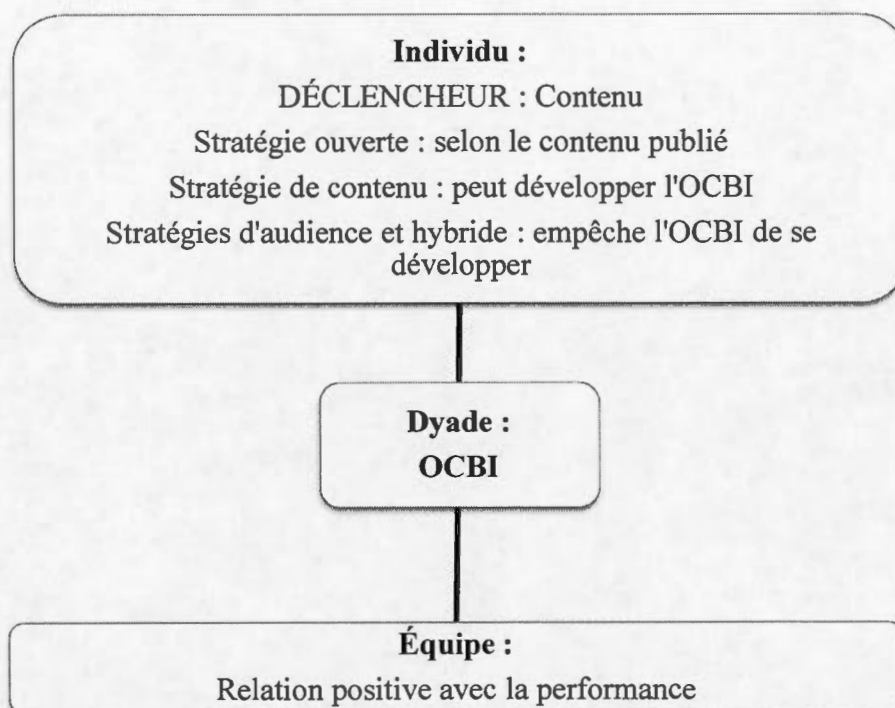 Individu :
DÉCLENCHEUR : Contenu
Stratégie ouverte : selon le contenu publié
Stratégie de contenu : peut développer l'OCBI
Stratégies d'audience et hybride : empêche l'OCBI de se
développer
Dyade :
OCBI
Équipe :
Relation positive avec la performance